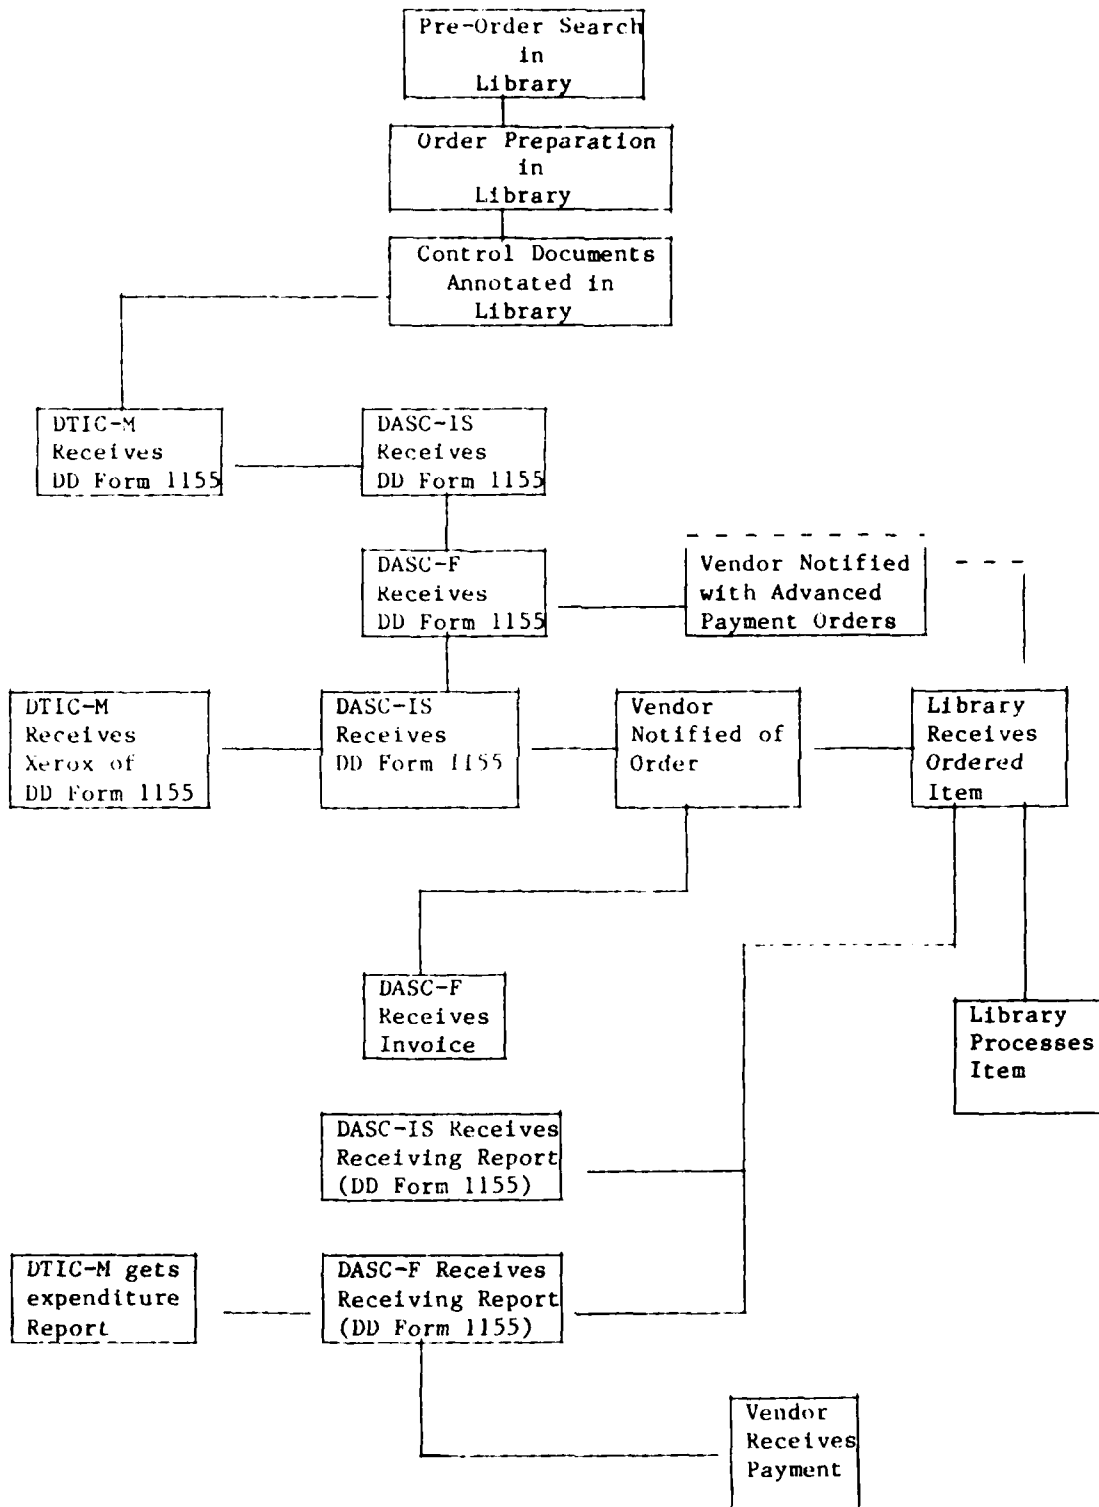 Pre-Order Search
in
Library
Order Preparation
in
Library
Control Documents
Annotated in
Library
DTIC-M
Receives
DD Form 1155
DASC-IS
Receives
DD Form 1155
DASC-F
Receives
DD Form 1155
Vendor Notified
with Advanced
Payment Orders
DTIC-M
Receives
Xerox of
DD Form 1155
DASC-IS
Receives
DD Form 1155
Vendor
Notified of
Order
Library
Receives
Ordered
Item
DASC-F
Receives
Invoice
Library
Processes
Item
DASC-IS Receives
Receiving Report
(DD Form 1155)
DTIC-M gets
expenditure
Report
DASC-F Receives
Receiving Report
(DD Form 1155)
Vendor
Receives
Payment